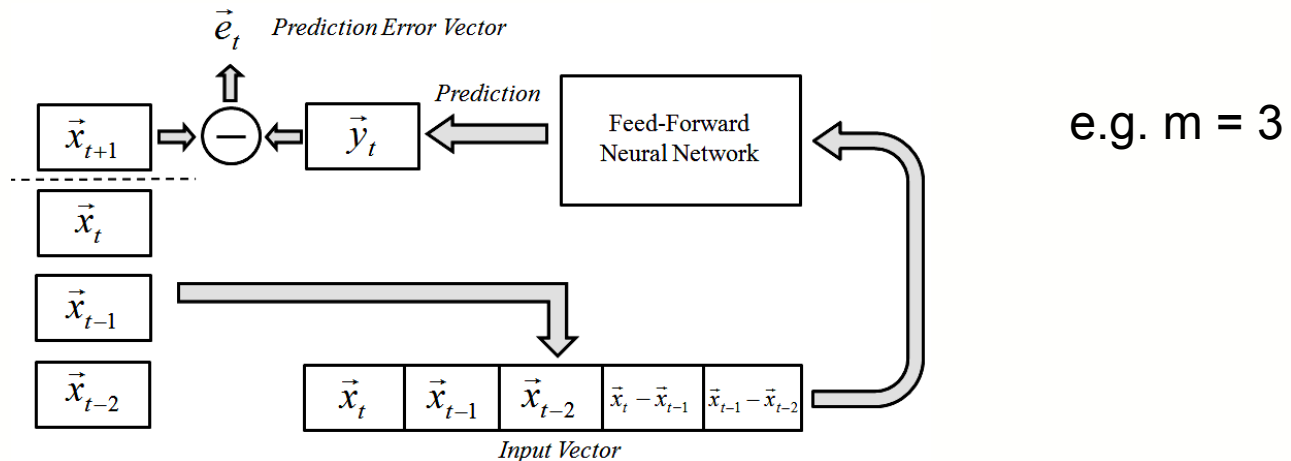 e⃗_t Prediction Error Vector
x⃗_{t+1}
−
y⃗_t
Prediction
Feed-Forward
Neural Network
e.g. m = 3
x⃗_t
x⃗_{t−1}
x⃗_{t−2}
x⃗_t x⃗_{t−1} x⃗_{t−2} x⃗_t − x⃗_{t−1} x⃗_{t−1} − x⃗_{t−2}
Input Vector